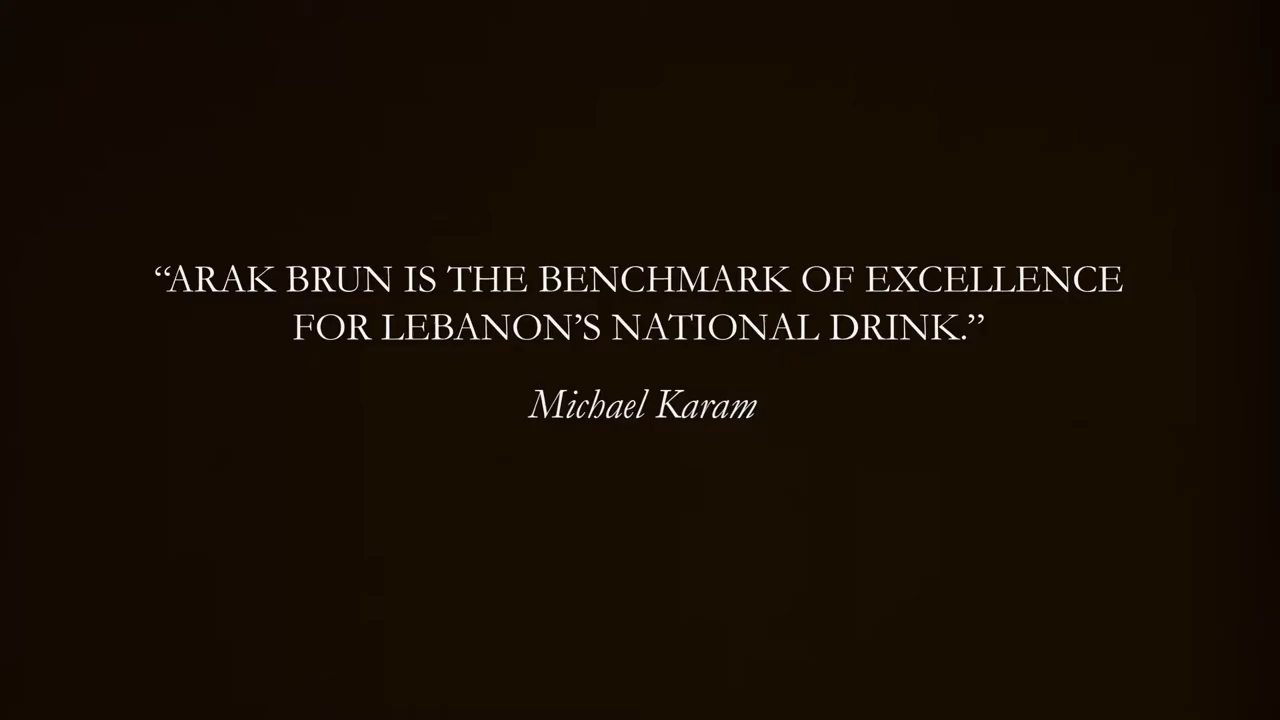 “ARAK BRUN IS THE BENCHMARK OF EXCELLENCE
FOR LEBANON’S NATIONAL DRINK.”
Michael Karam